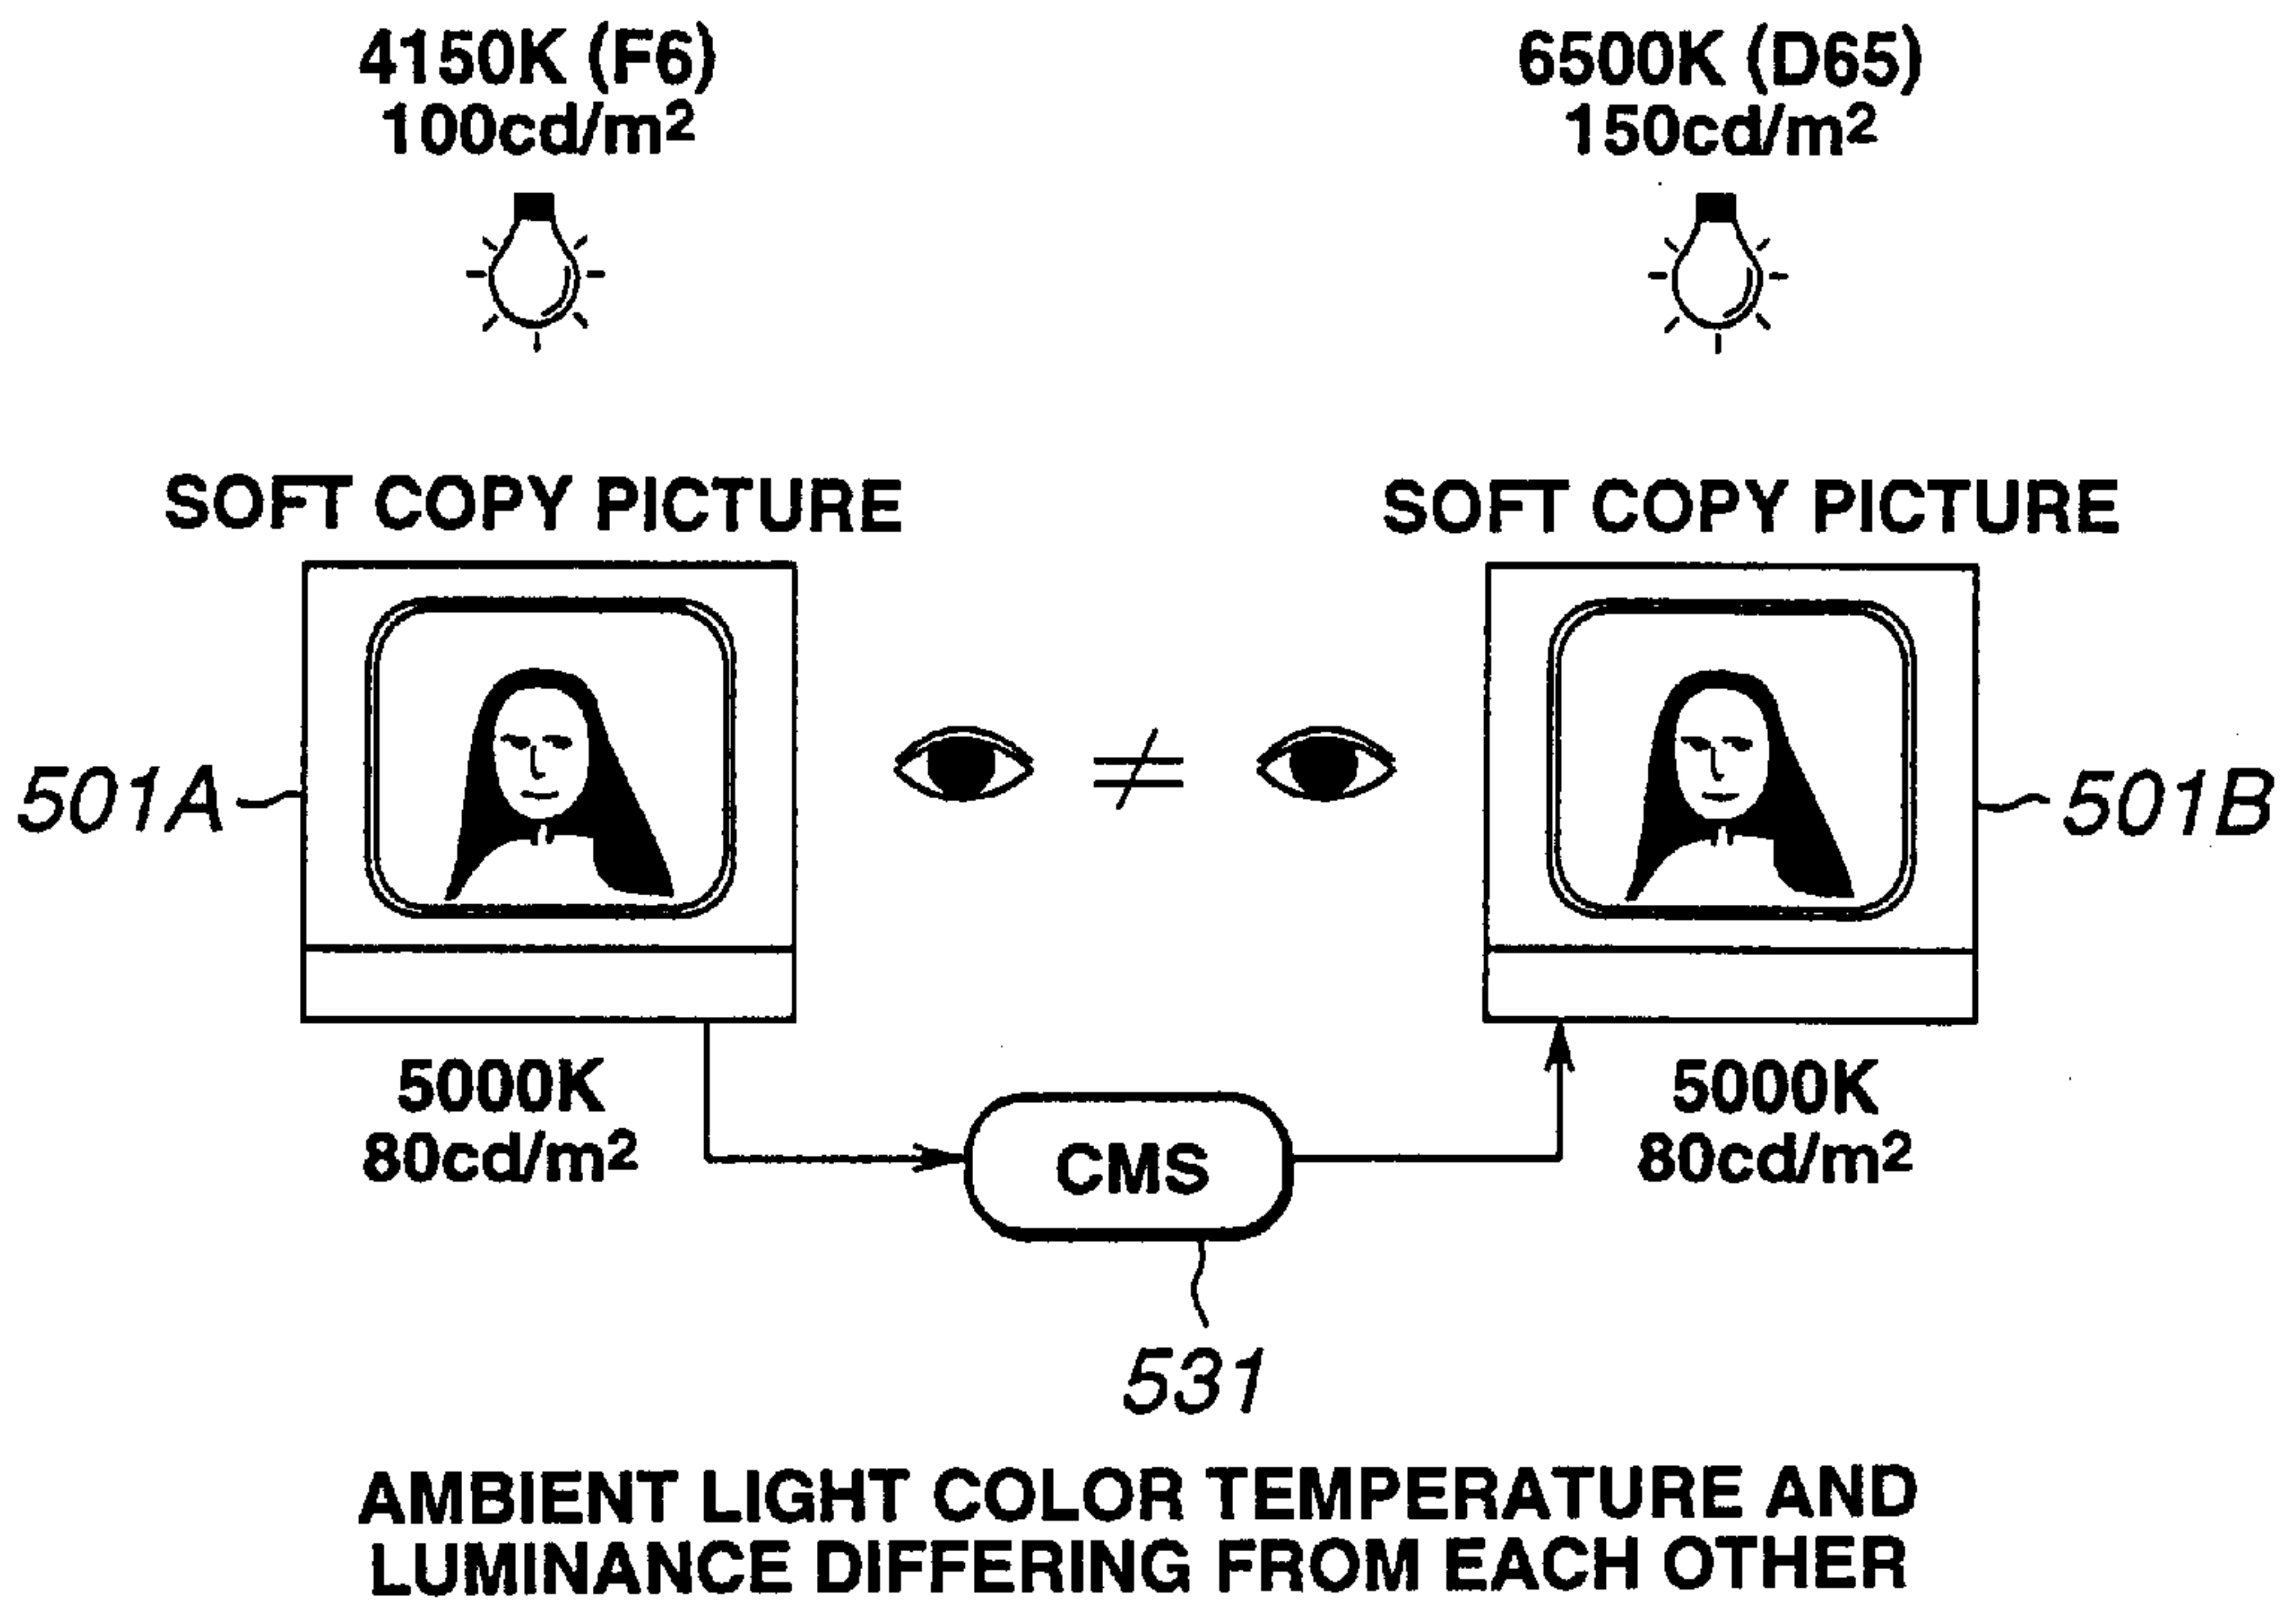 4150K (F6)
100cd/m²
6500K (D65)
150cd/m²
SOFT COPY PICTURE
SOFT COPY PICTURE
501A
≠
501B
5000K
80cd/m²
5000K
80cd/m²
CMS
531
AMBIENT LIGHT COLOR TEMPERATURE AND
LUMINANCE DIFFERING FROM EACH OTHER